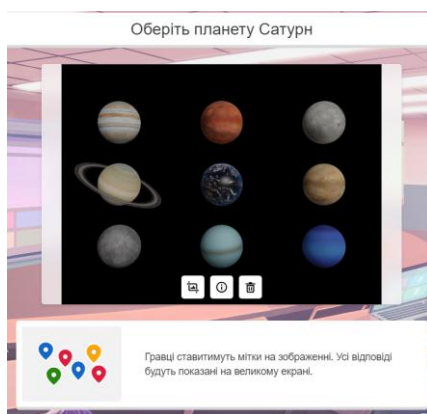 Оберіть планету Сатурн
Гравці ставитимуть мітки на зображенні. Усі відповіді
будуть показані на великому екрані.